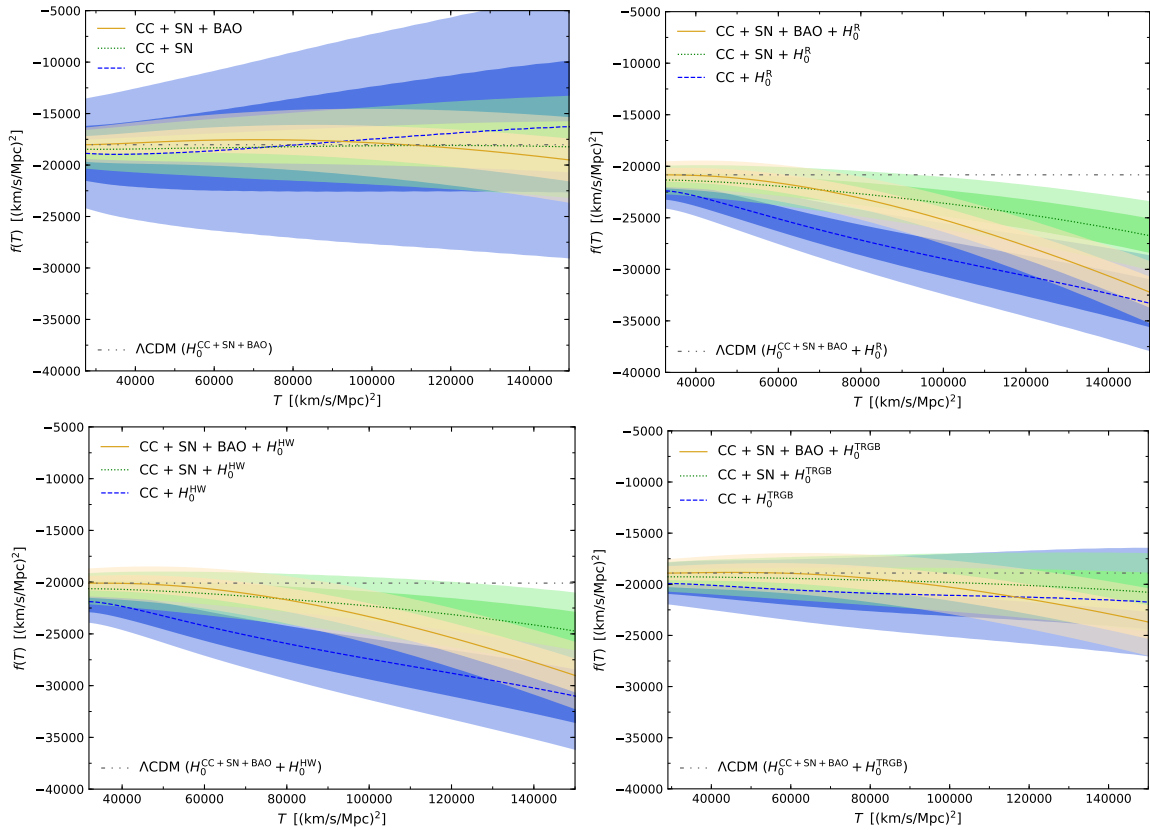 −5000
−10000
−15000
−20000
−25000
−30000
−35000
−40000
f(T) [(km/s/Mpc)²]
CC + SN + BAO
CC + SN
CC
ΛCDM (H₀^CC + SN + BAO)
40000 60000 80000 100000 120000 140000
T [(km/s/Mpc)²]
−5000
−10000
−15000
−20000
−25000
−30000
−35000
−40000
f(T) [(km/s/Mpc)²]
CC + SN + BAO + H₀^R
CC + SN + H₀^R
CC + H₀^R
ΛCDM (H₀^CC + SN + BAO + H₀^R)
40000 60000 80000 100000 120000 140000
T [(km/s/Mpc)²]
−5000
−10000
−15000
−20000
−25000
−30000
−35000
−40000
f(T) [(km/s/Mpc)²]
CC + SN + BAO + H₀^HW
CC + SN + H₀^HW
CC + H₀^HW
ΛCDM (H₀^CC + SN + BAO + H₀^HW)
40000 60000 80000 100000 120000 140000
T [(km/s/Mpc)²]
−5000
−10000
−15000
−20000
−25000
−30000
−35000
−40000
f(T) [(km/s/Mpc)²]
CC + SN + BAO + H₀^TRGB
CC + SN + H₀^TRGB
CC + H₀^TRGB
ΛCDM (H₀^CC + SN + BAO + H₀^TRGB)
40000 60000 80000 100000 120000 140000
T [(km/s/Mpc)²]